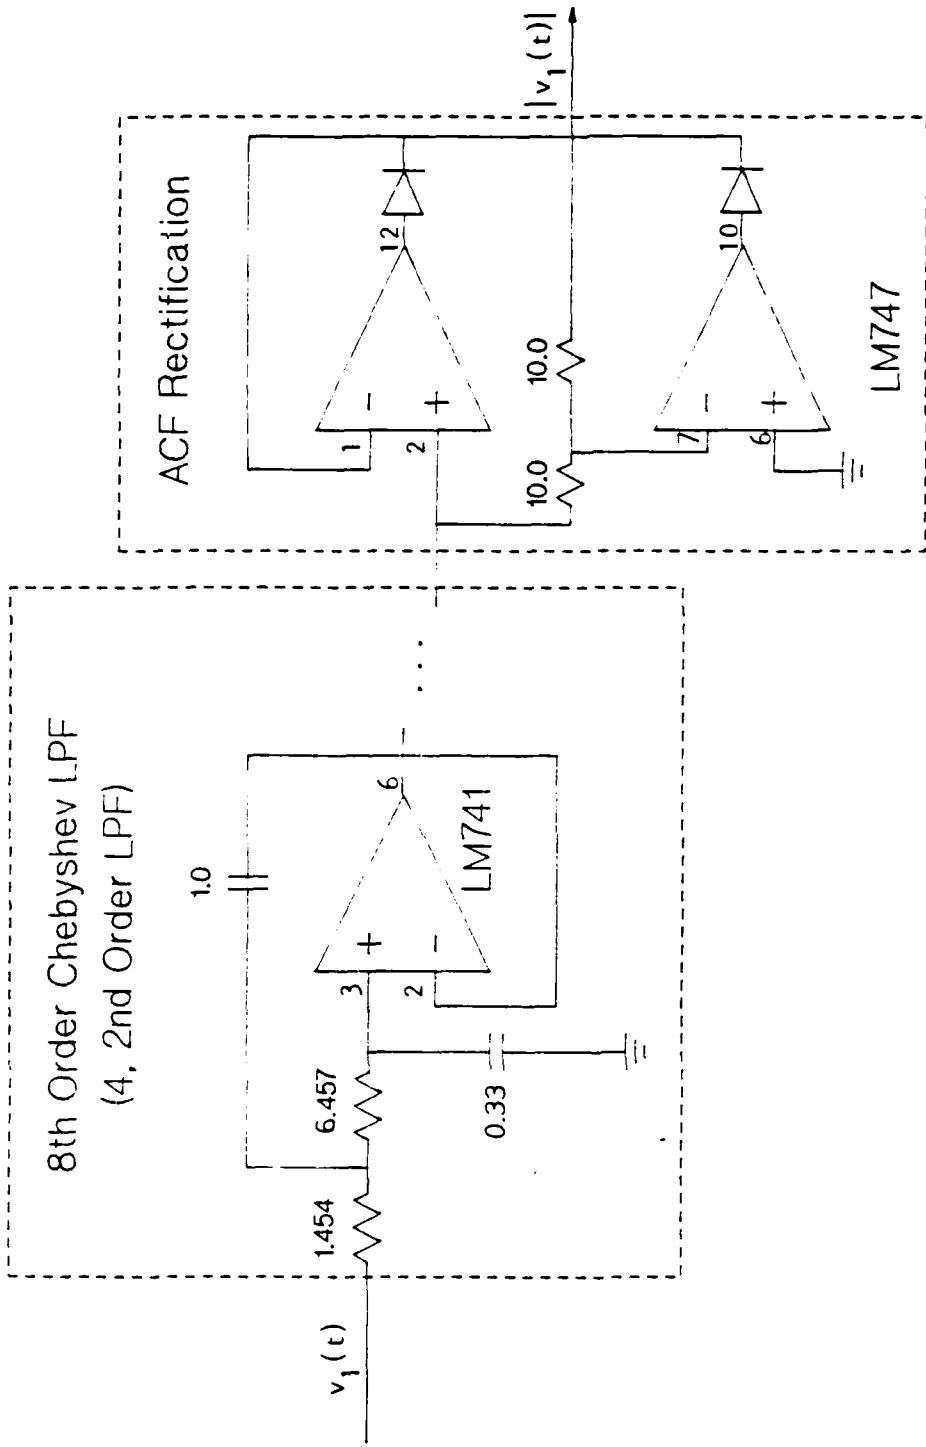 8th Order Chebyshev LPF
(4, 2nd Order LPF)
1.0
v1(t)
1.454
6.457
0.33
3
+
2
−
6
LM741
. . .
ACF Rectification
1
−
2
+
12
10.0
10.0
7
−
6
+
10
LM747
|v1(t)|